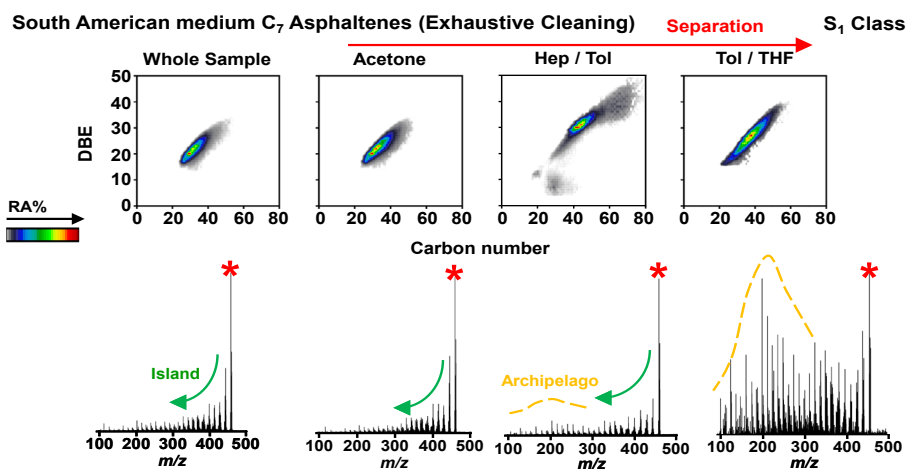 South American medium C₇ Asphaltenes (Exhaustive Cleaning) Separation S₁ Class
Whole Sample Acetone Hep / Tol Tol / THF
DBE
50
40
30
20
10
0
0 20 40 60 80 0 20 40 60 80 0 20 40 60 80 0 20 40 60 80
RA%
Carbon number
* * * *
Island
Archipelago
100 200 300 400 500 100 200 300 400 500 100 200 300 400 500 100 200 300 400 500
m/z m/z m/z m/z